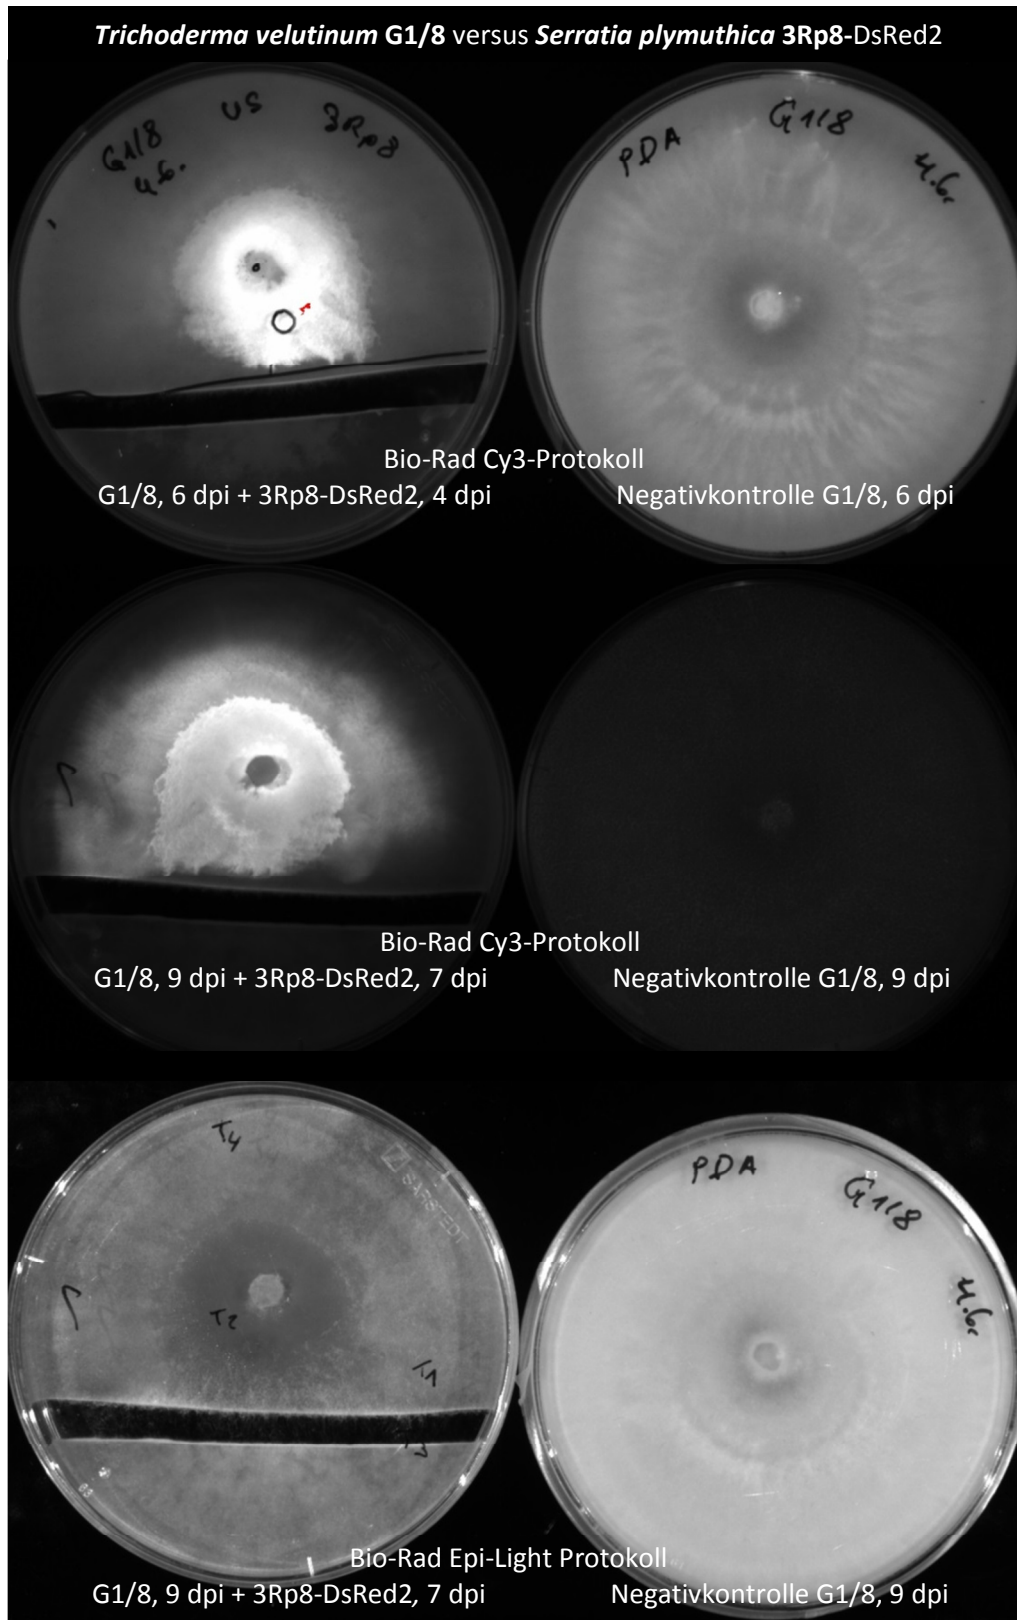 Trichoderma velutinum G1/8 versus Serratia plymuthica 3Rp8-DsRed2
G1/8 VS 3Rp8
4.6.
PDA G1/8 4.6.
Bio-Rad Cy3-Protokoll
G1/8, 6 dpi + 3Rp8-DsRed2, 4 dpi
Negativkontrolle G1/8, 6 dpi
Bio-Rad Cy3-Protokoll
G1/8, 9 dpi + 3Rp8-DsRed2, 7 dpi
Negativkontrolle G1/8, 9 dpi
T4
SARSTEDT
T2
T1
PDA G1/8 4.6.
Bio-Rad Epi-Light Protokoll
G1/8, 9 dpi + 3Rp8-DsRed2, 7 dpi
Negativkontrolle G1/8, 9 dpi